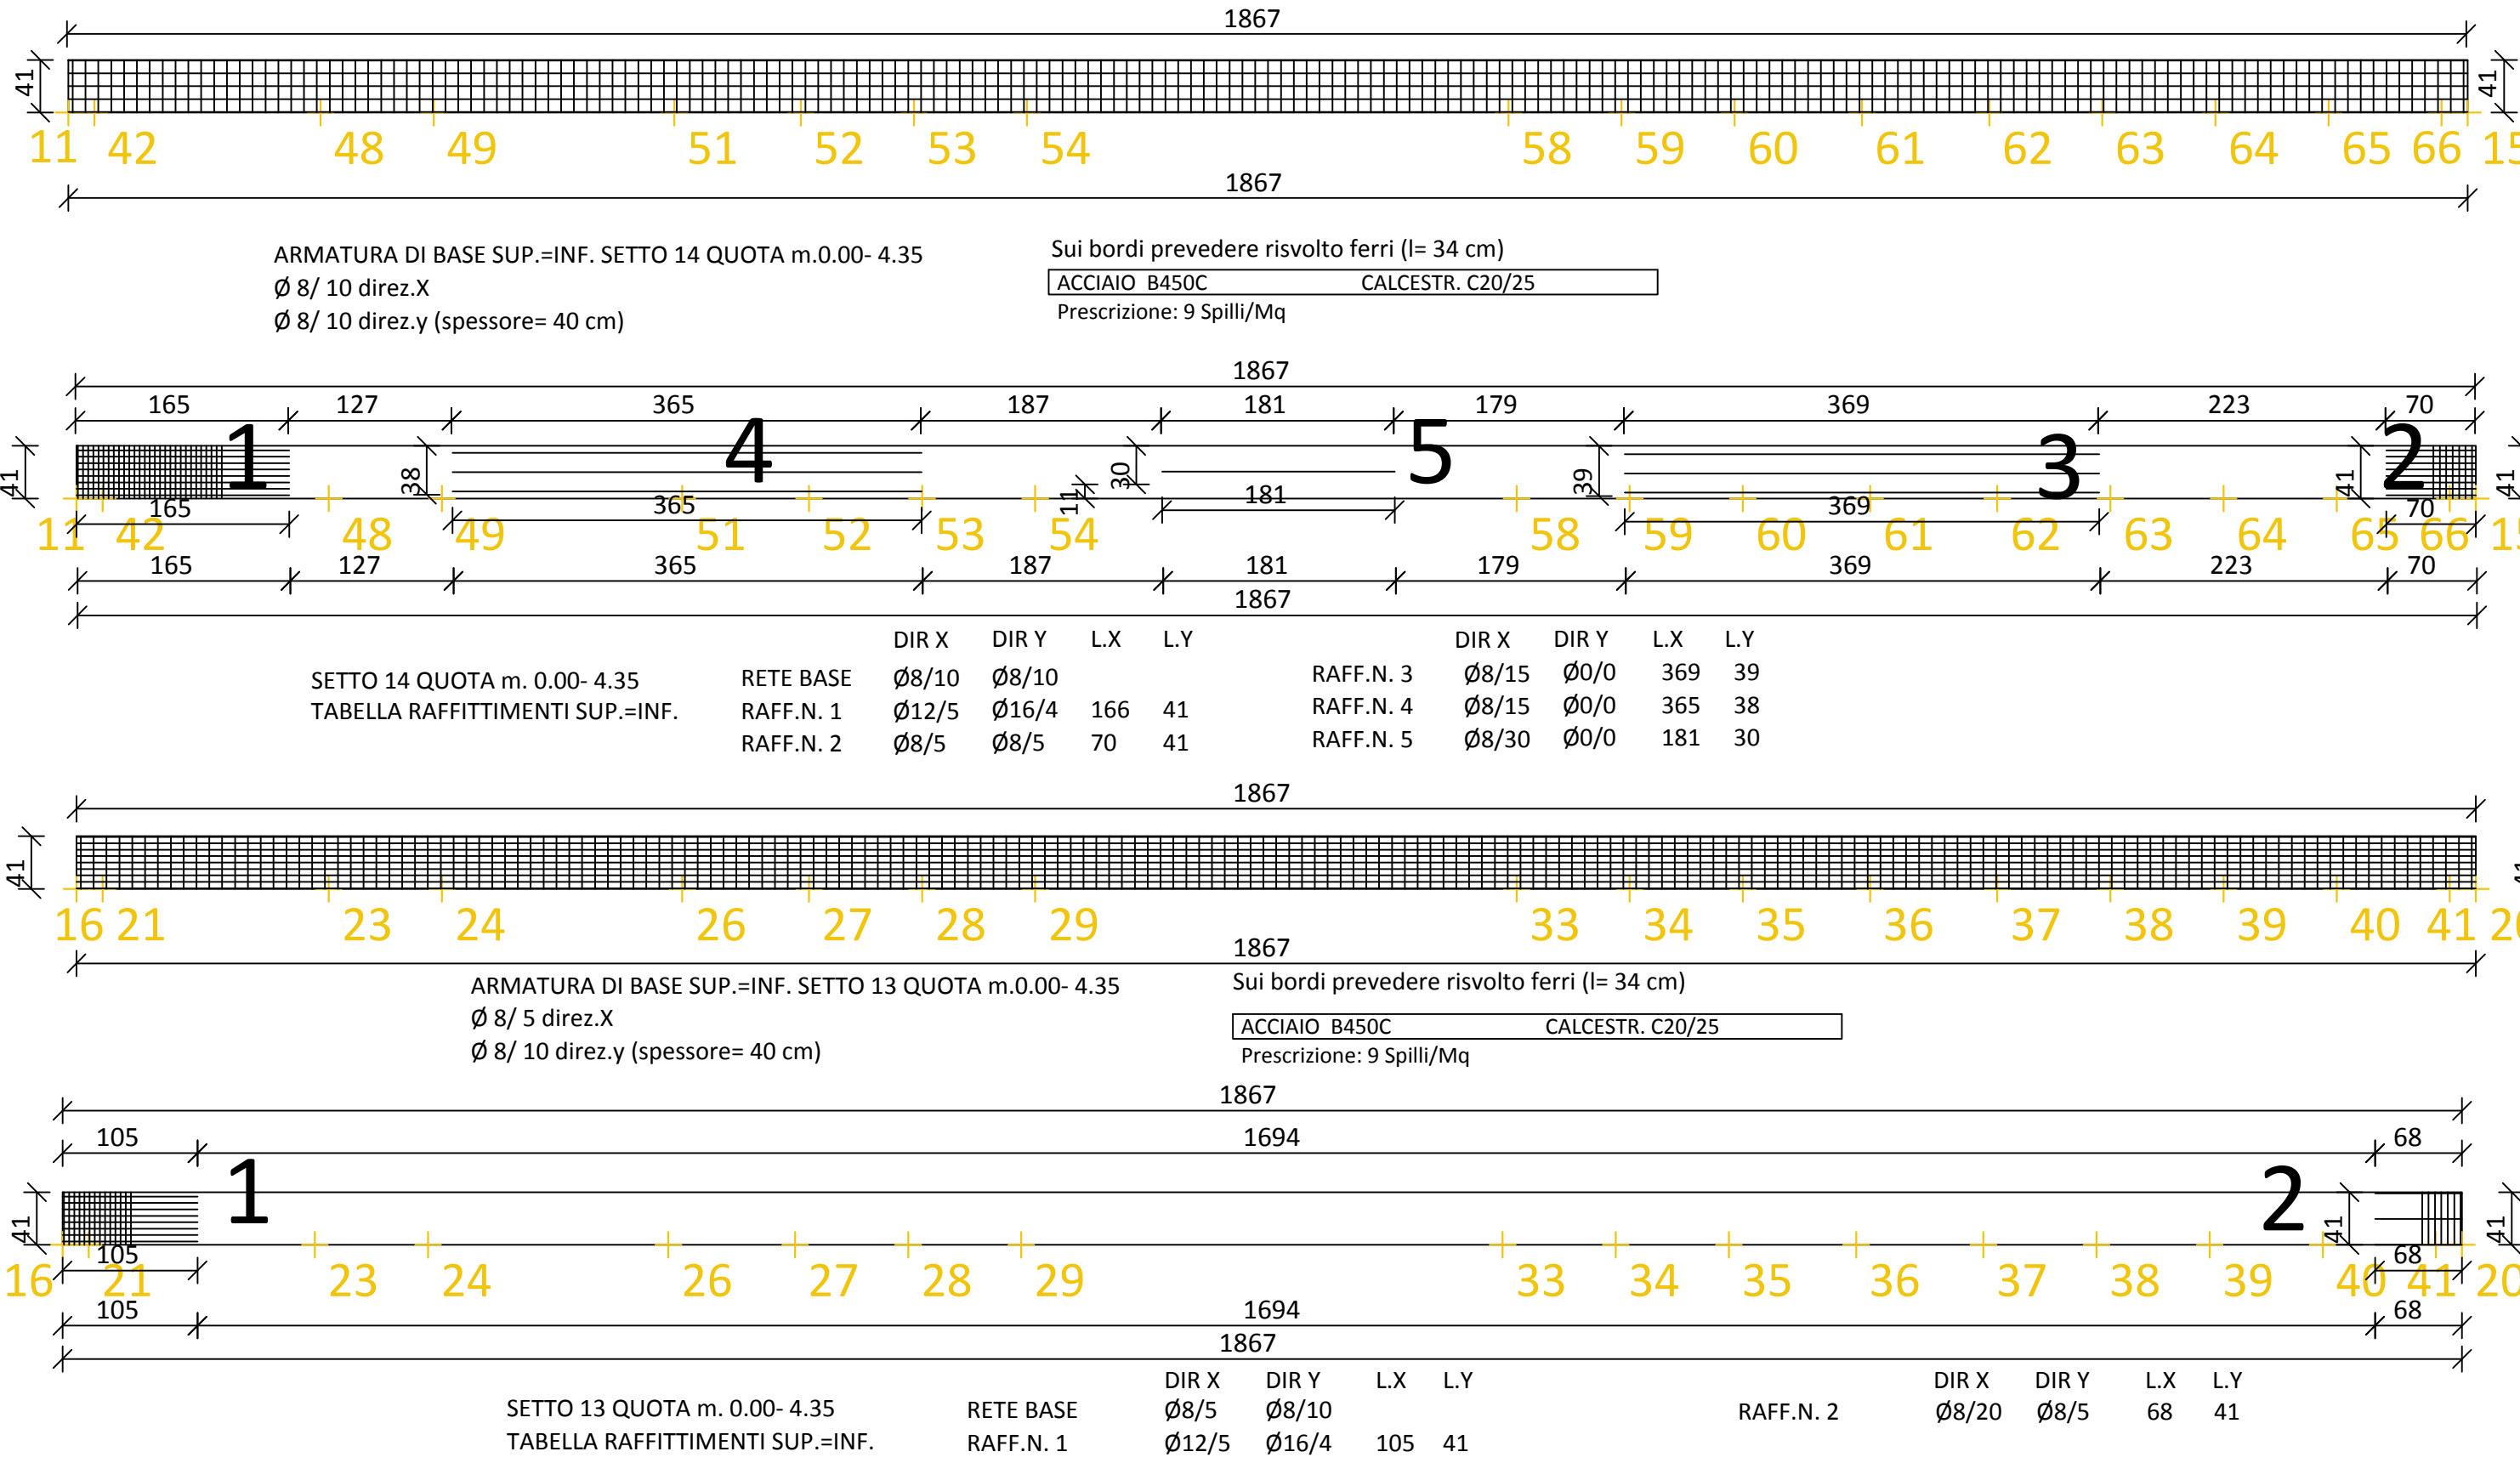 1867
41 41
11 42 48 49 51 52 53 54 58 59 60 61 62 63 64 65 66 15
1867
ARMATURA DI BASE SUP.=INF. SETTO 14 QUOTA m.0.00- 4.35
Ø 8/ 10 direz.X
Ø 8/ 10 direz.y (spessore= 40 cm)
Sui bordi prevedere risvolto ferri (l= 34 cm)
ACCIAIO B450C CALCESTR. C20/25
Prescrizione: 9 Spilli/Mq
1867
165 127 365 187 181 179 369 223 70
41 1 38 4 11 30 5 39 3 41 2 41
165 365 181 369 70
11 42 48 49 51 52 53 54 58 59 60 61 62 63 64 65 66 15
165 127 365 187 181 179 369 223 70
1867
SETTO 14 QUOTA m. 0.00- 4.35
TABELLA RAFFITTIMENTI SUP.=INF.
DIR X DIR Y L.X L.Y
RETE BASE Ø8/10 Ø8/10
RAFF.N. 1 Ø12/5 Ø16/4 166 41
RAFF.N. 2 Ø8/5 Ø8/5 70 41
DIR X DIR Y L.X L.Y
RAFF.N. 3 Ø8/15 Ø0/0 369 39
RAFF.N. 4 Ø8/15 Ø0/0 365 38
RAFF.N. 5 Ø8/30 Ø0/0 181 30
1867
41 41
16 21 23 24 26 27 28 29 33 34 35 36 37 38 39 40 41 20
1867
ARMATURA DI BASE SUP.=INF. SETTO 13 QUOTA m.0.00- 4.35
Ø 8/ 5 direz.X
Ø 8/ 10 direz.y (spessore= 40 cm)
Sui bordi prevedere risvolto ferri (l= 34 cm)
ACCIAIO B450C CALCESTR. C20/25
Prescrizione: 9 Spilli/Mq
1867
105 1694 68
41 1 2 41 41
105 68
16 21 23 24 26 27 28 29 33 34 35 36 37 38 39 40 41 20
105 1694 68
1867
SETTO 13 QUOTA m. 0.00- 4.35
TABELLA RAFFITTIMENTI SUP.=INF.
DIR X DIR Y L.X L.Y
RETE BASE Ø8/5 Ø8/10
RAFF.N. 1 Ø12/5 Ø16/4 105 41
DIR X DIR Y L.X L.Y
RAFF.N. 2 Ø8/20 Ø8/5 68 41